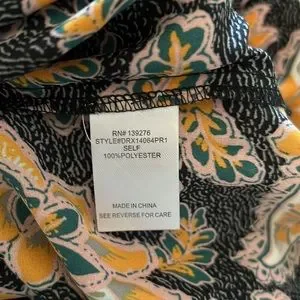 RN# 139276
STYLE#DRX14064PR1
SELF
100%POLYESTER
MADE IN CHINA
SEE REVERSE FOR CARE